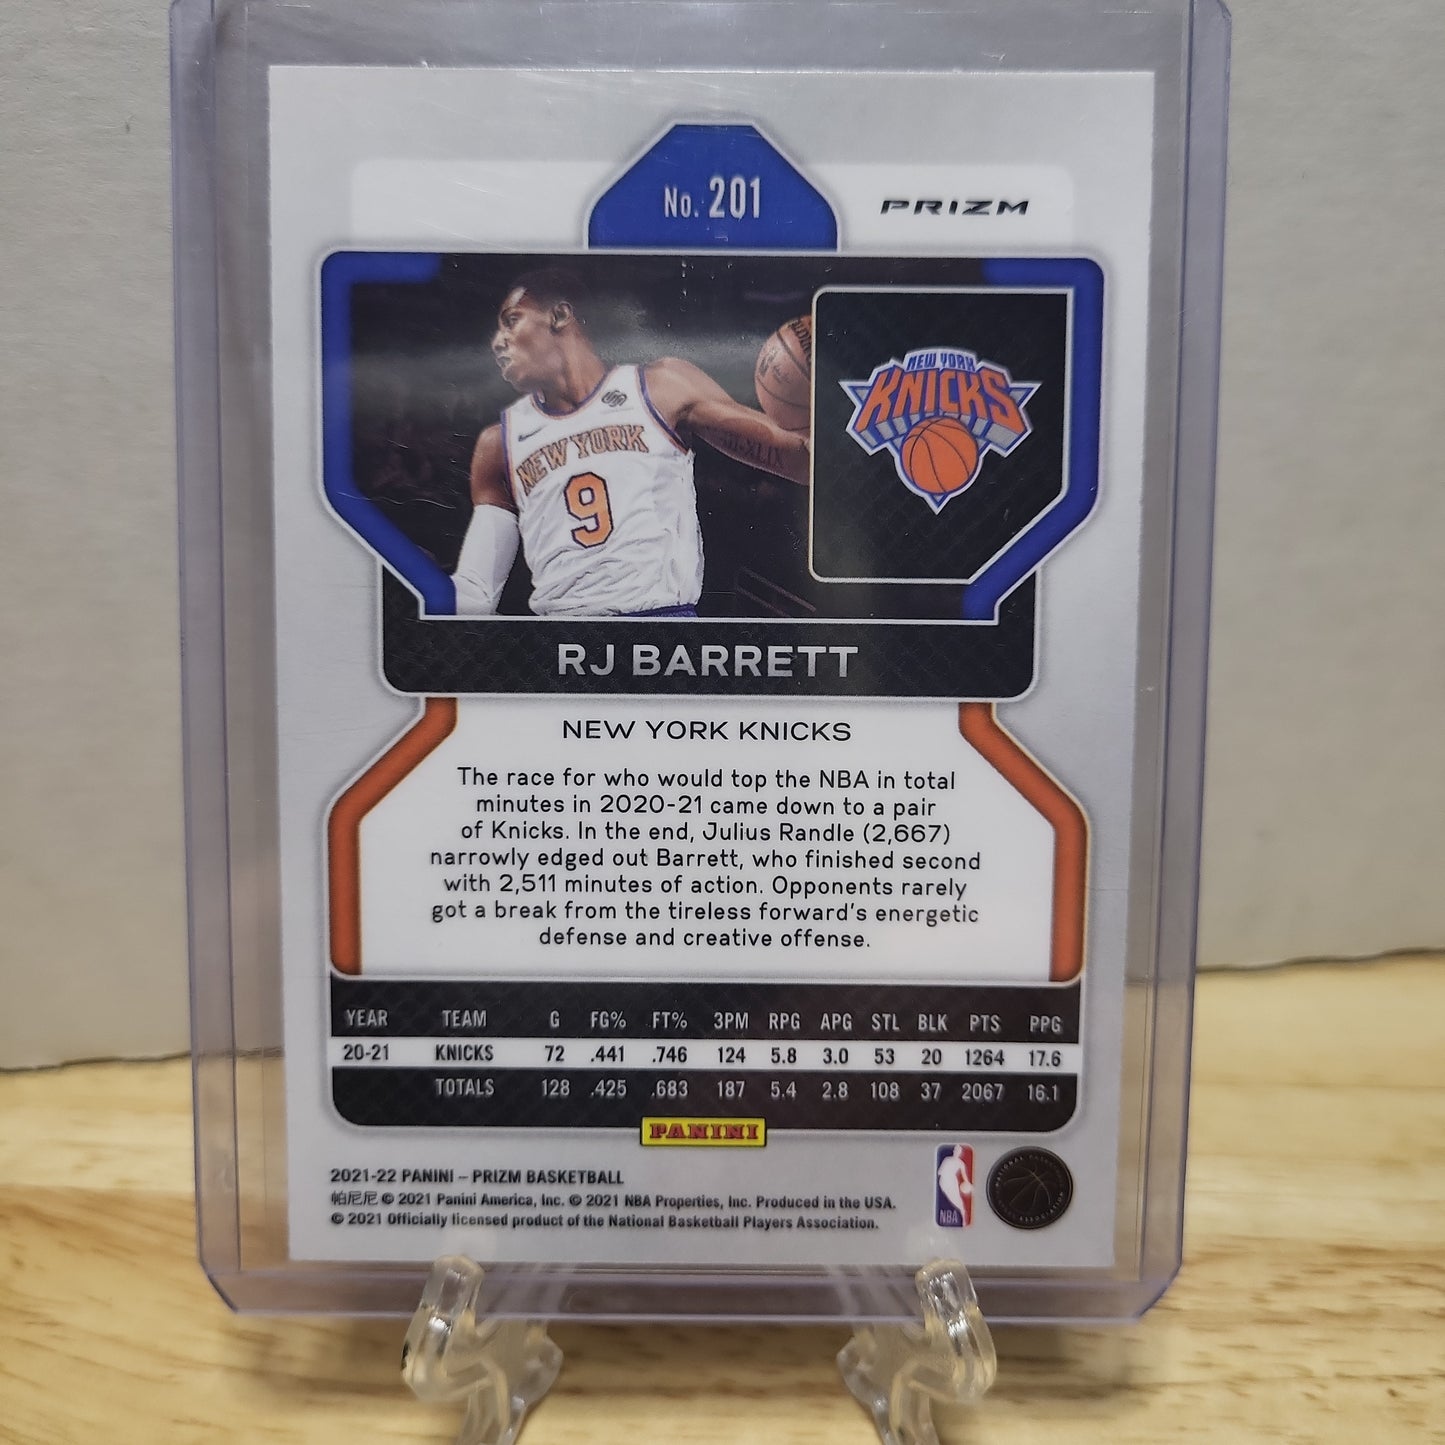 No. 201
PRIZM
NEW YORK
KNICKS
NEW YORK
9
RJ BARRETT
NEW YORK KNICKS
The race for who would top the NBA in total
minutes in 2020-21 came down to a pair
of Knicks. In the end, Julius Randle (2,667)
narrowly edged out Barrett, who finished second
with 2,511 minutes of action. Opponents rarely
got a break from the tireless forward's energetic
defense and creative offense.
YEAR TEAM G FG% FT% 3PM RPG APG STL BLK PTS PPG
20-21 KNICKS 72 .441 .746 124 5.8 3.0 53 20 1264 17.6
TOTALS 128 .425 .683 187 5.4 2.8 108 37 2067 16.1
PANINI
2021-22 PANINI – PRIZM BASKETBALL
帕尼尼 © 2021 Panini America, Inc. © 2021 NBA Properties, Inc. Produced in the USA.
© 2021 Officially licensed product of the National Basketball Players Association.
NBA